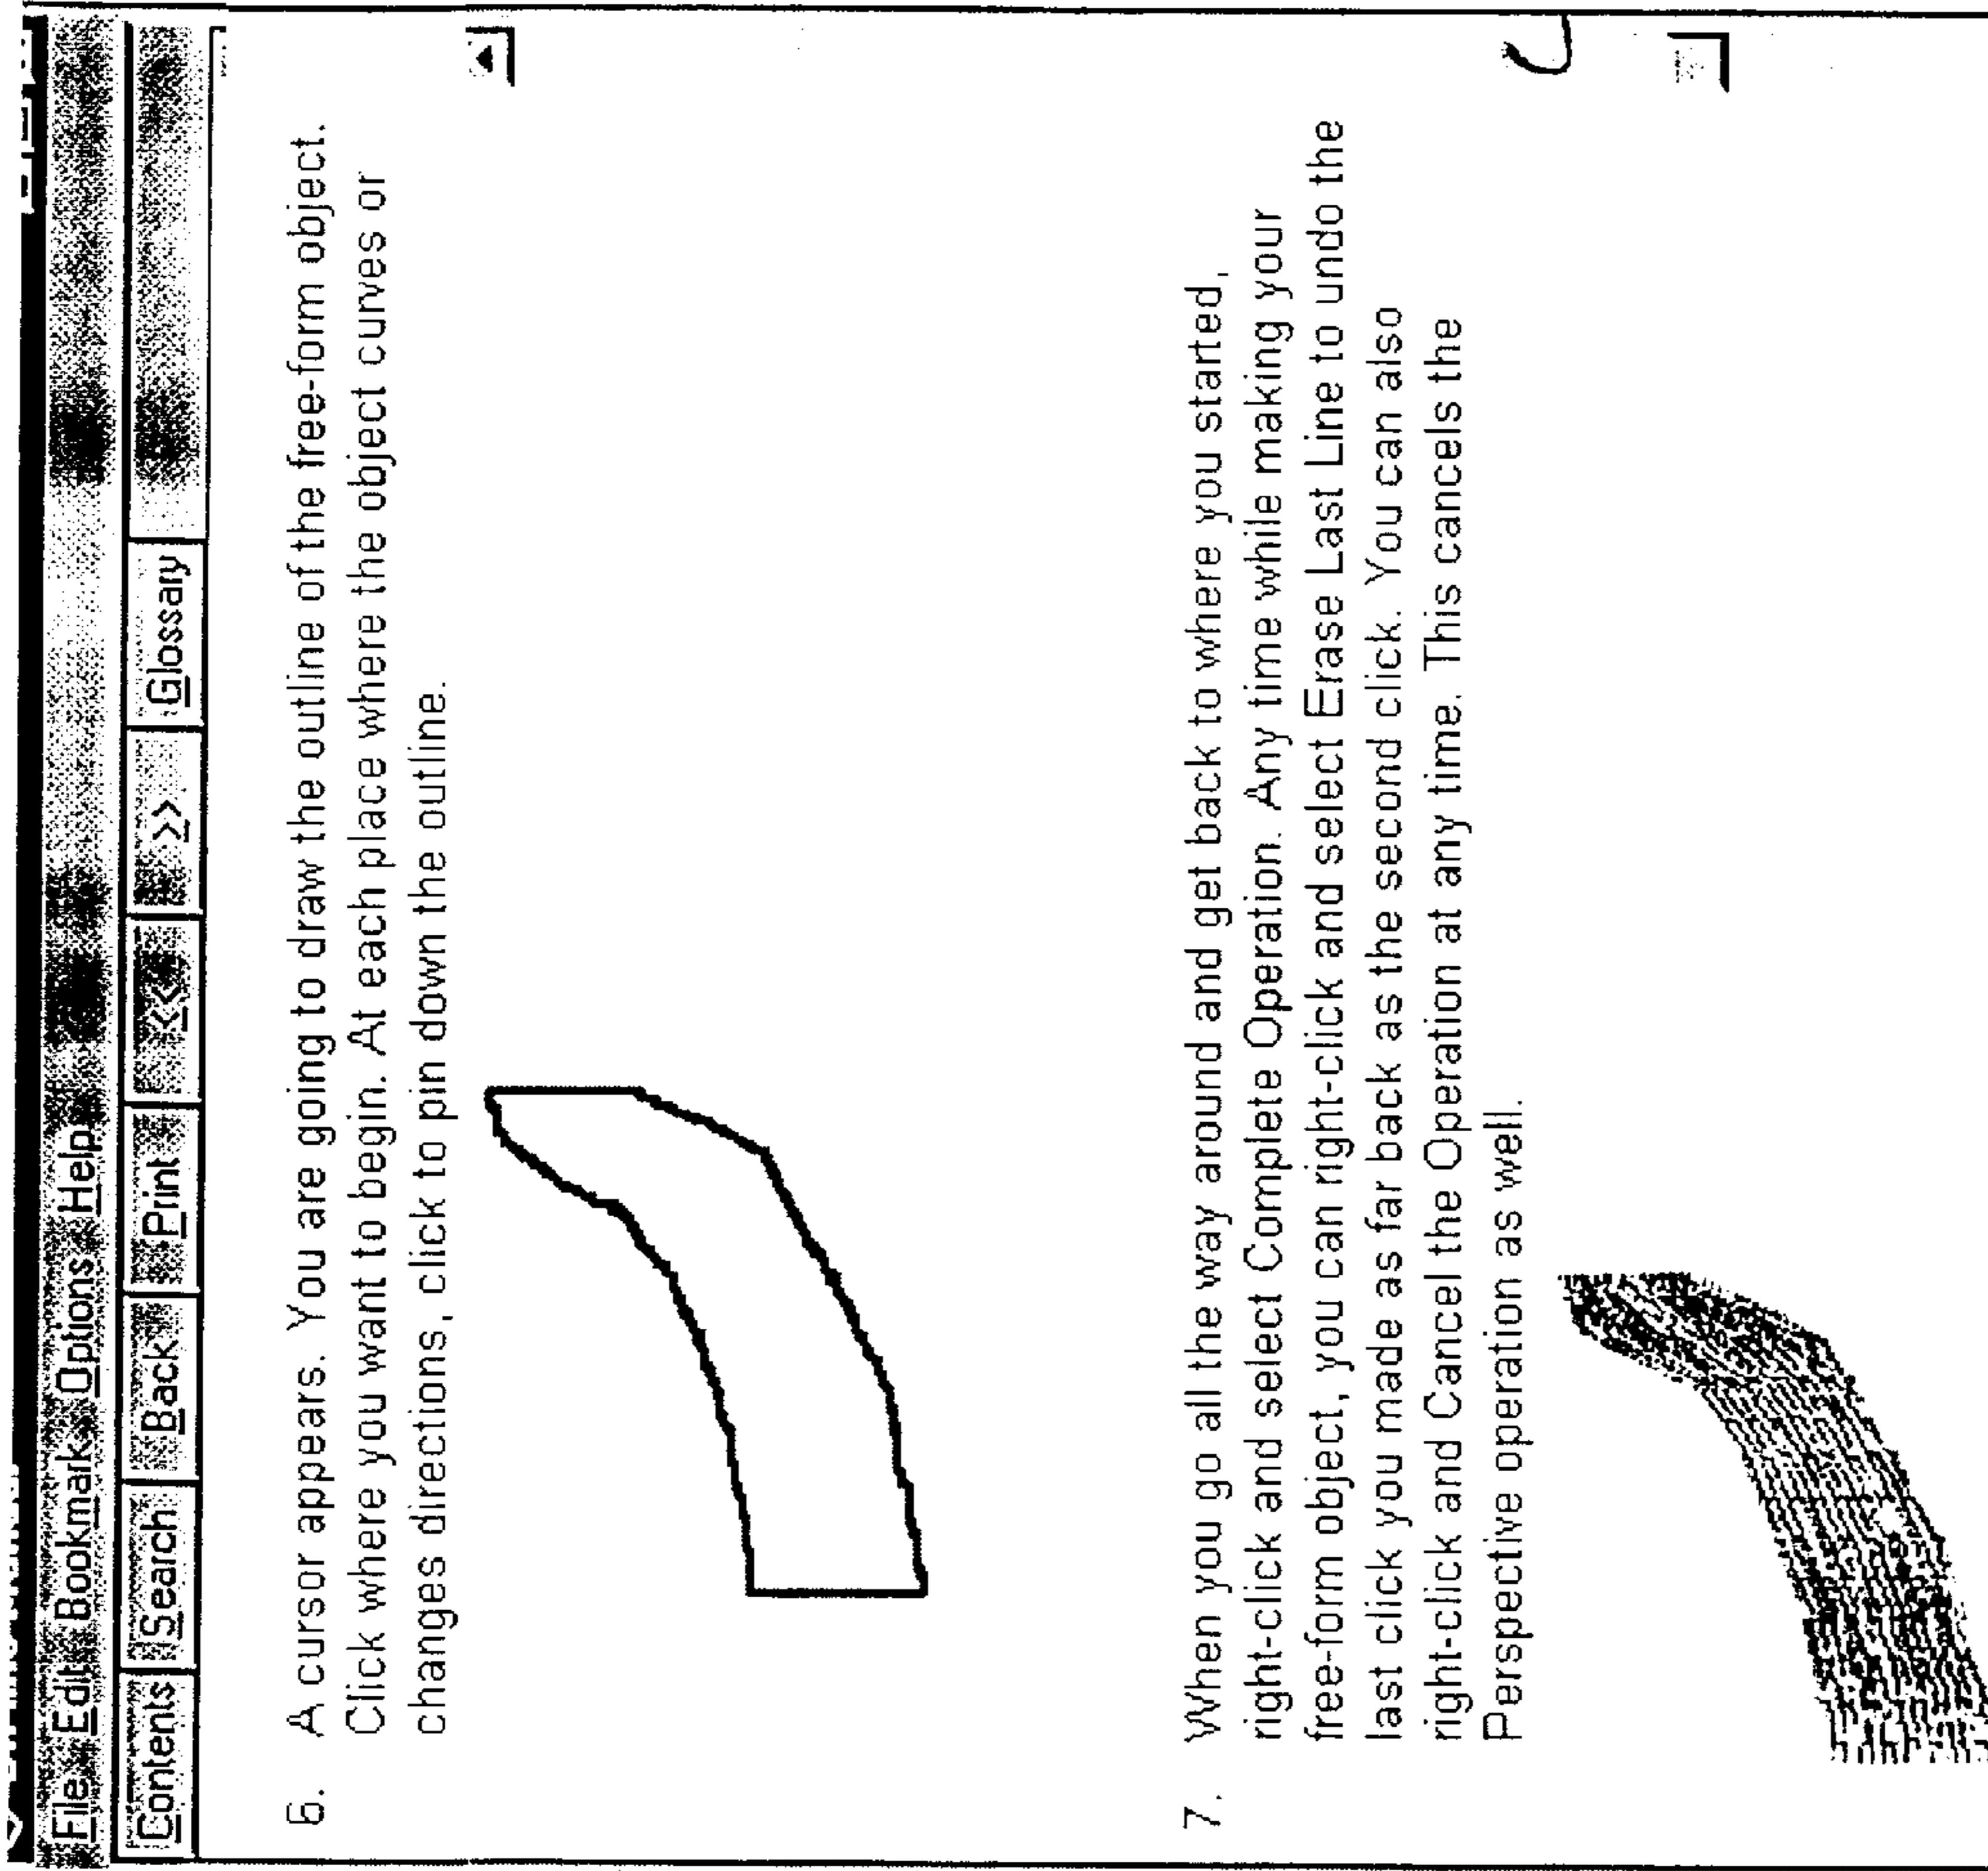 File Edit Bookmark Options Help
Contents Search Back Print << >> Glossary
6. A cursor appears. You are going to draw the outline of the free-form object.
Click where you want to begin. At each place where the object curves or
changes directions, click to pin down the outline.
7. When you go all the way around and get back to where you started,
right-click and select Complete Operation. Any time while making your
free-form object, you can right-click and select Erase Last Line to undo the
last click you made as far back as the second click. You can also
right-click and Cancel the Operation at any time. This cancels the
Perspective operation as well.